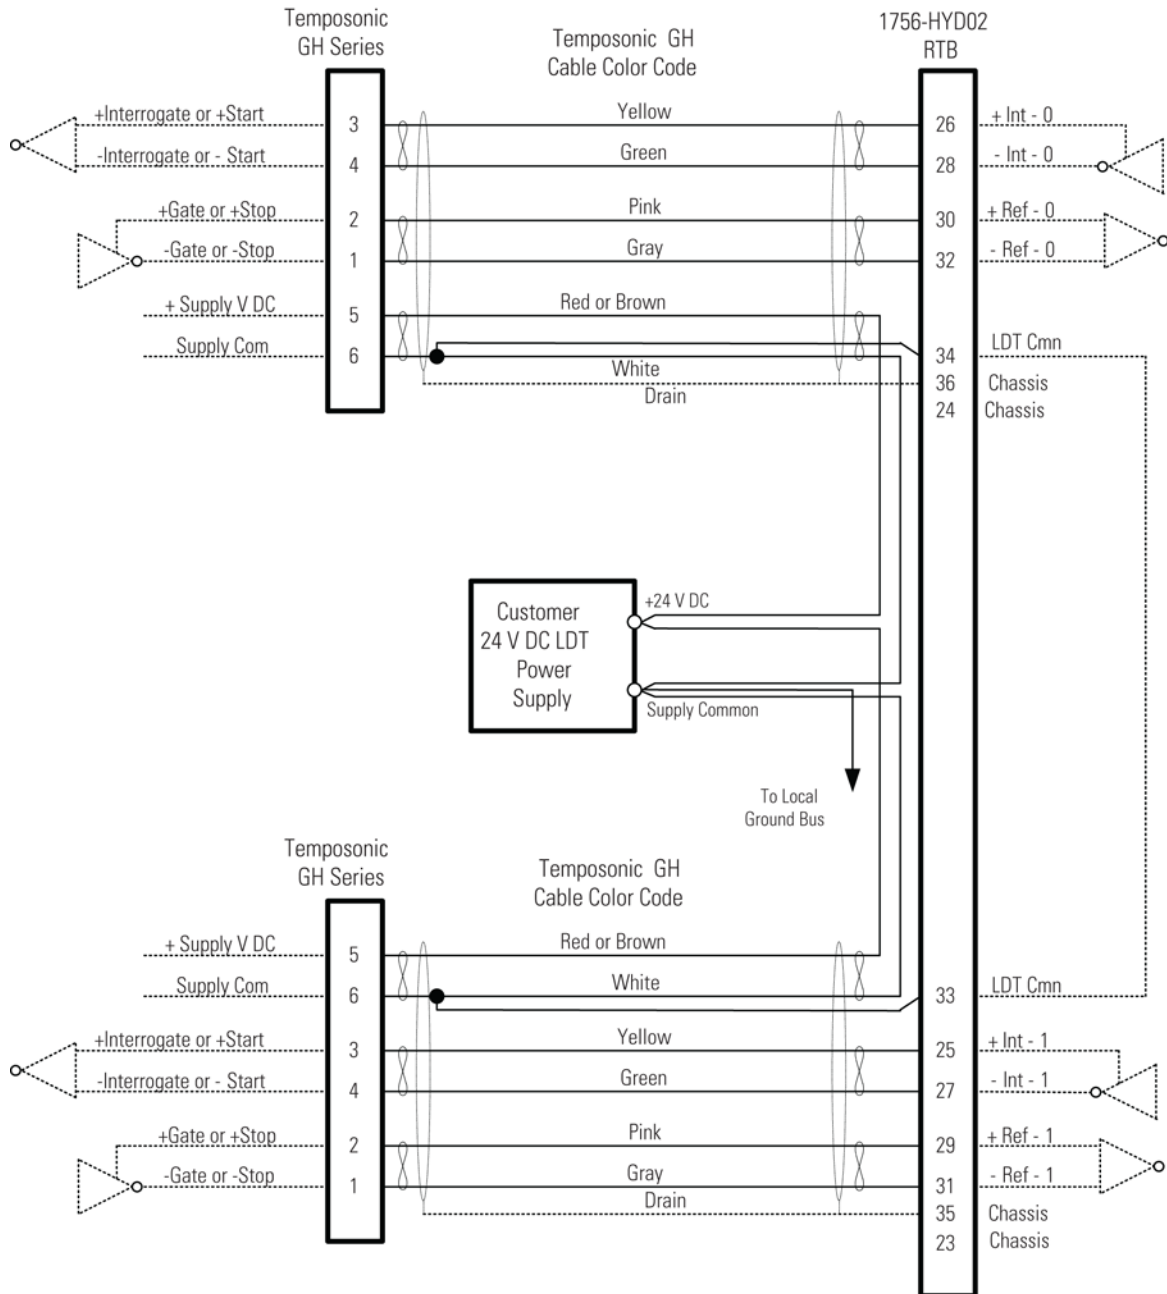 Temposonic
GH Series
Temposonic GH
Cable Color Code
1756-HYD02
RTB
+Interrogate or +Start
3
Yellow
26
+ Int - 0
-Interrogate or - Start
4
Green
28
- Int - 0
+Gate or +Stop
2
Pink
30
+ Ref - 0
-Gate or -Stop
1
Gray
32
- Ref - 0
+ Supply V DC
5
Red or Brown
Supply Com
6
White
34
LDT Cmn
Drain
36
Chassis
24
Chassis
Customer
24 V DC LDT
Power
Supply
+24 V DC
Supply Common
To Local
Ground Bus
Temposonic
GH Series
Temposonic GH
Cable Color Code
+ Supply V DC
5
Red or Brown
Supply Com
6
White
33
LDT Cmn
+Interrogate or +Start
3
Yellow
25
+ Int - 1
-Interrogate or - Start
4
Green
27
- Int - 1
+Gate or +Stop
2
Pink
29
+ Ref - 1
-Gate or -Stop
1
Gray
31
- Ref - 1
Drain
35
Chassis
23
Chassis